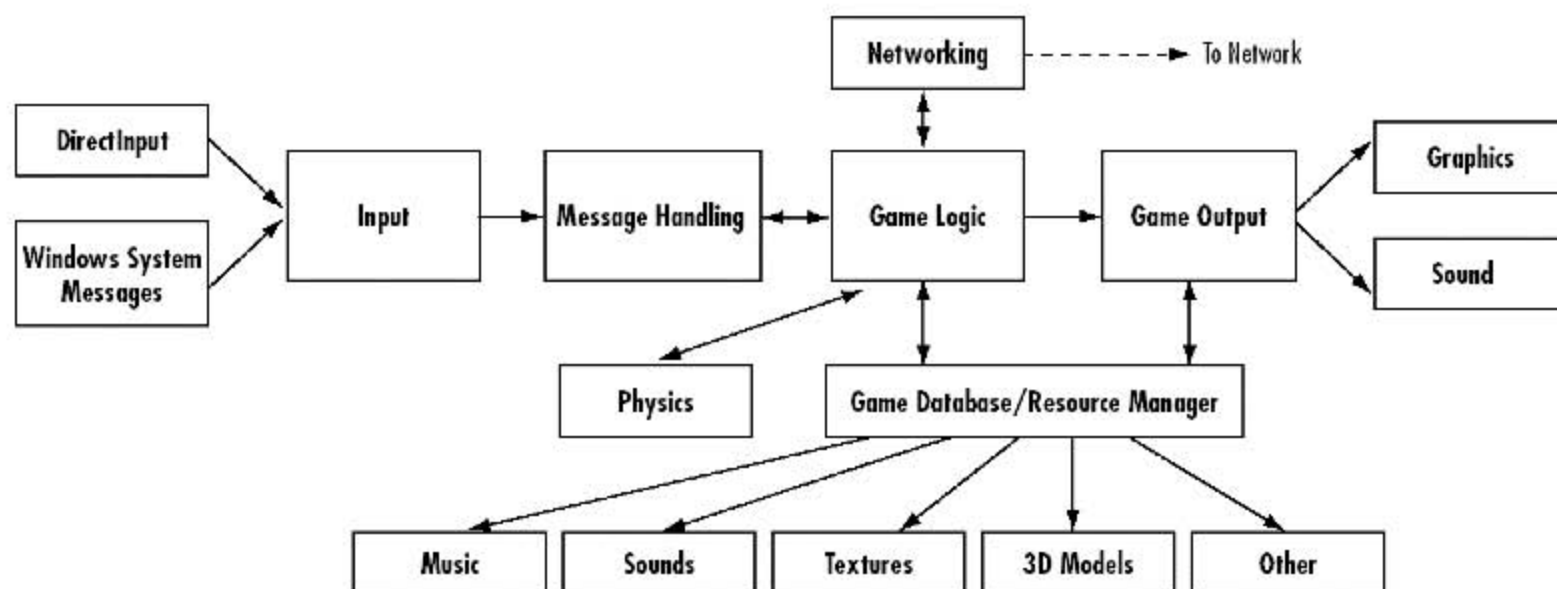 Networking
To Network
DirectInput
Windows System
Messages
Input
Message Handling
Game Logic
Game Output
Graphics
Sound
Physics
Game Database/Resource Manager
Music
Sounds
Textures
3D Models
Other